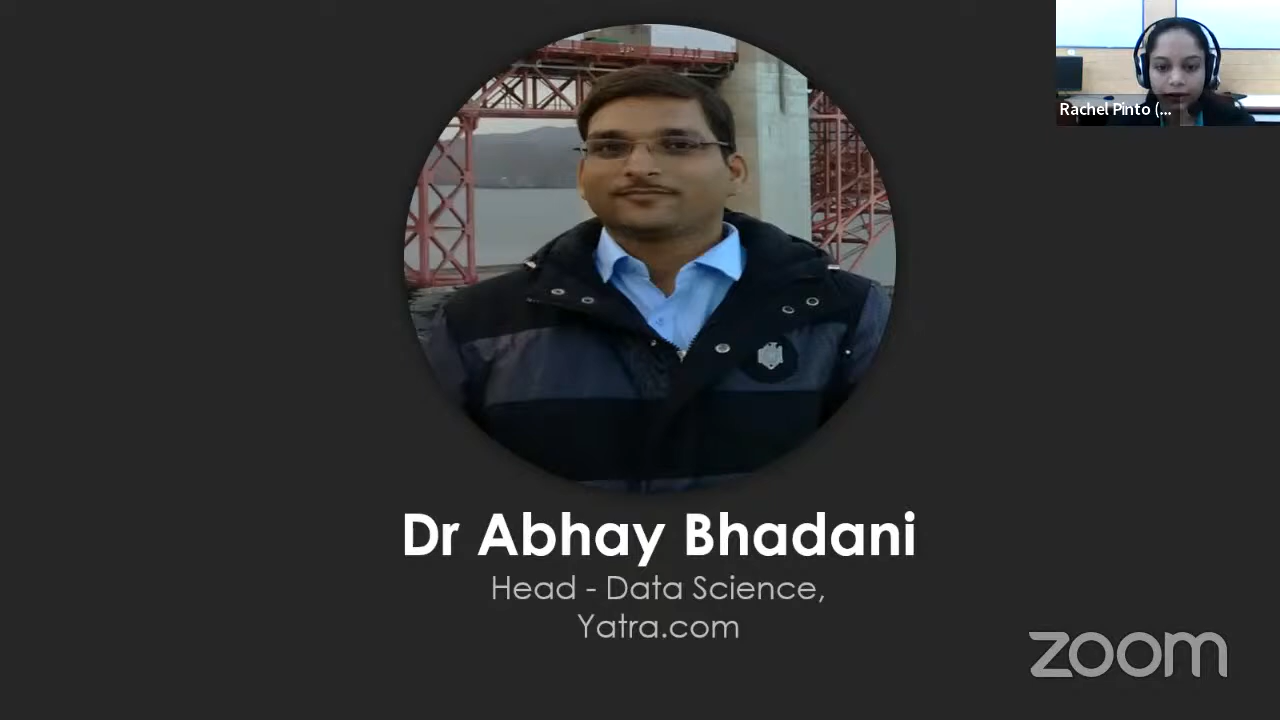 Rachel Pinto (...
Dr Abhay Bhadani
Head - Data Science,
Yatra.com
zoom